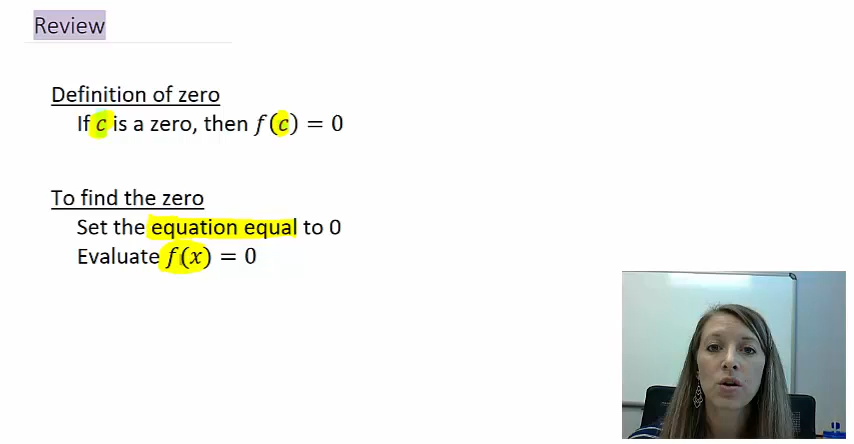 Review
Definition of zero
If c is a zero, then f(c) = 0
To find the zero
Set the equation equal to 0
Evaluate f(x) = 0